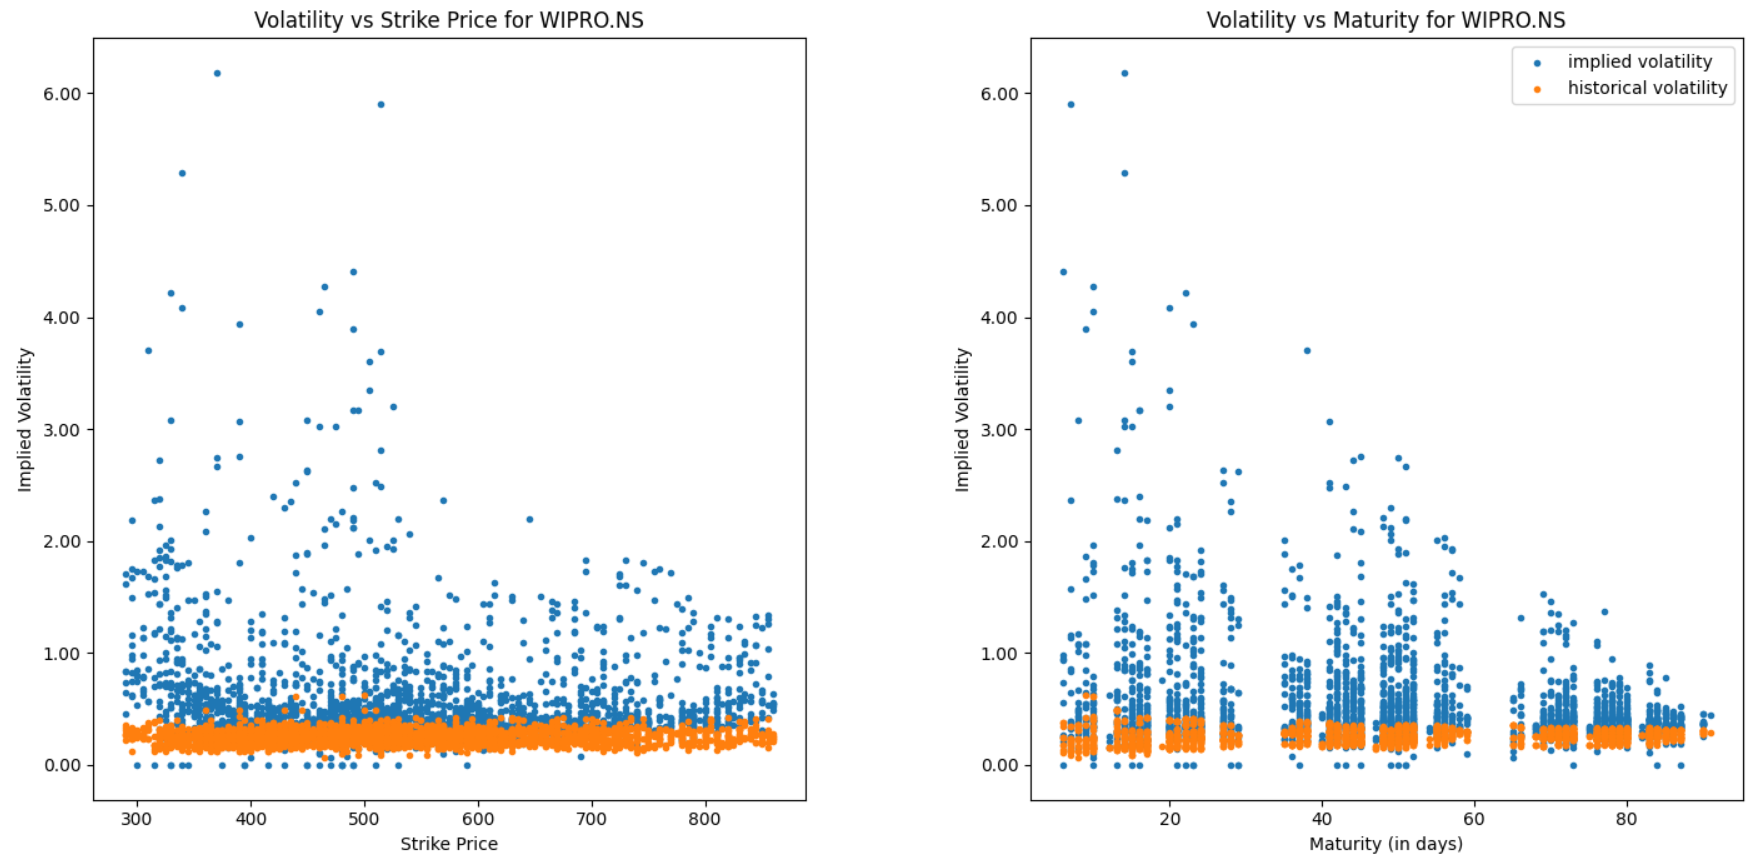 Volatility vs Strike Price for WIPRO.NS
6.00
5.00
4.00
3.00
2.00
1.00
0.00
Implied Volatility
300 400 500 600 700 800
Strike Price
Volatility vs Maturity for WIPRO.NS
implied volatility
historical volatility
6.00
5.00
4.00
3.00
2.00
1.00
0.00
Implied Volatility
20 40 60 80
Maturity (in days)